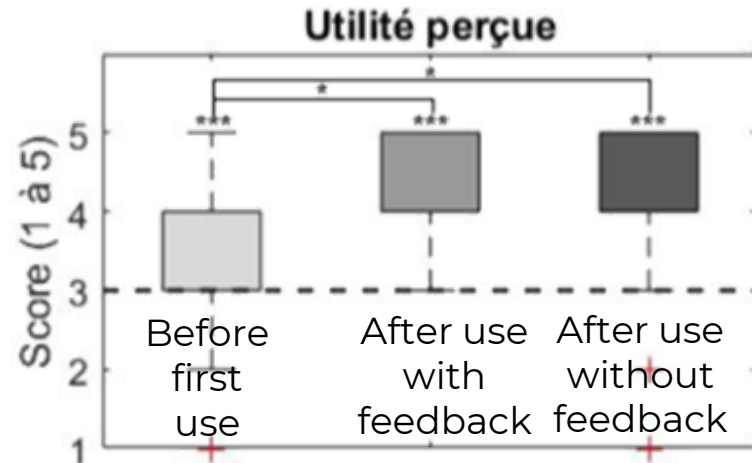 Utilité perçue
*
*
*** *** ***
Score (1 à 5)
5
4
3
2
1
Before
first
use
After use
with
feedback
After use
without
feedback